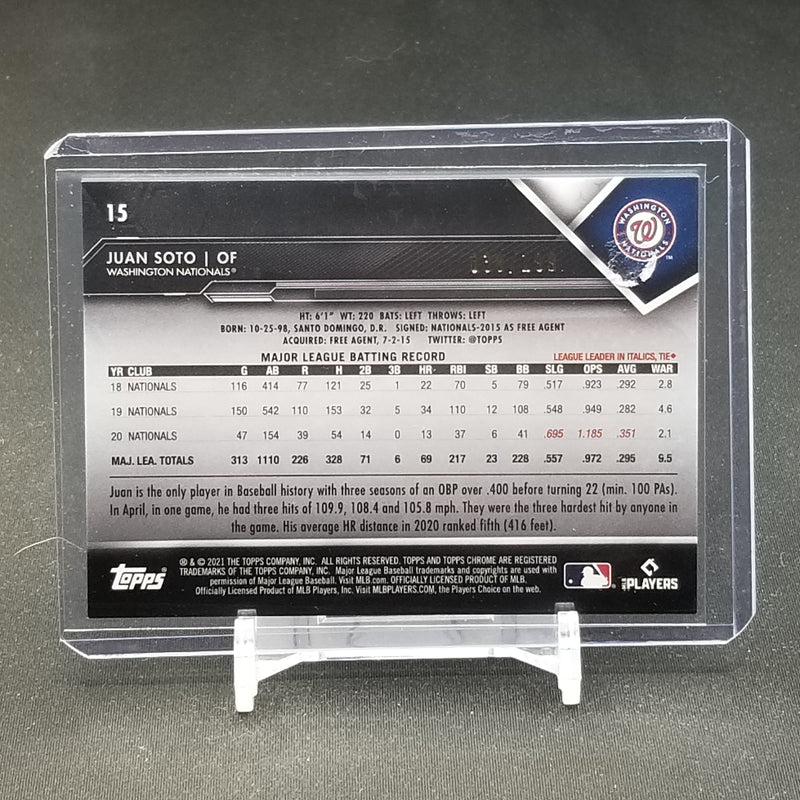 15
WASHINGTON
W
NATIONALS
TM
JUAN SOTO | OF
WASHINGTON NATIONALS®
HT: 6'1" WT: 220 BATS: LEFT THROWS: LEFT
BORN: 10-25-98, SANTO DOMINGO, D.R. SIGNED: NATIONALS-2015 AS FREE AGENT
ACQUIRED: FREE AGENT, 7-2-15 TWITTER: @TOPPS
MAJOR LEAGUE BATTING RECORD LEAGUE LEADER IN ITALICS, TIE◆
YR CLUB G AB R H 2B 3B HR RBI SB BB SLG OPS AVG WAR
18 NATIONALS 116 414 77 121 25 1 22 70 5 79 .517 .923 .292 2.8
19 NATIONALS 150 542 110 153 32 5 34 110 12 108 .548 .949 .282 4.6
20 NATIONALS 47 154 39 54 14 0 13 37 6 41 .695 1.185 .351 2.1
MAJ. LEA. TOTALS 313 1110 226 328 71 6 69 217 23 228 .557 .972 .295 9.5
Juan is the only player in Baseball history with three seasons of an OBP over .400 before turning 22 (min. 100 PAs).
In April, in one game, he had three hits of 109.9, 108.4 and 105.8 mph. They were the three hardest hit by anyone in
the game. His average HR distance in 2020 ranked fifth (416 feet).
topps®
® & © 2021 THE TOPPS COMPANY, INC. ALL RIGHTS RESERVED. TOPPS AND TOPPS CHROME ARE REGISTERED
TRADEMARKS OF THE TOPPS COMPANY, INC. Major League Baseball trademarks and copyrights are used with
permission of Major League Baseball. Visit MLB.com. OFFICIALLY LICENSED PRODUCT OF MLB.
Officially Licensed Product of MLB Players, Inc. Visit MLBPLAYERS.COM, the Players Choice on the web.
MLB PLAYERS